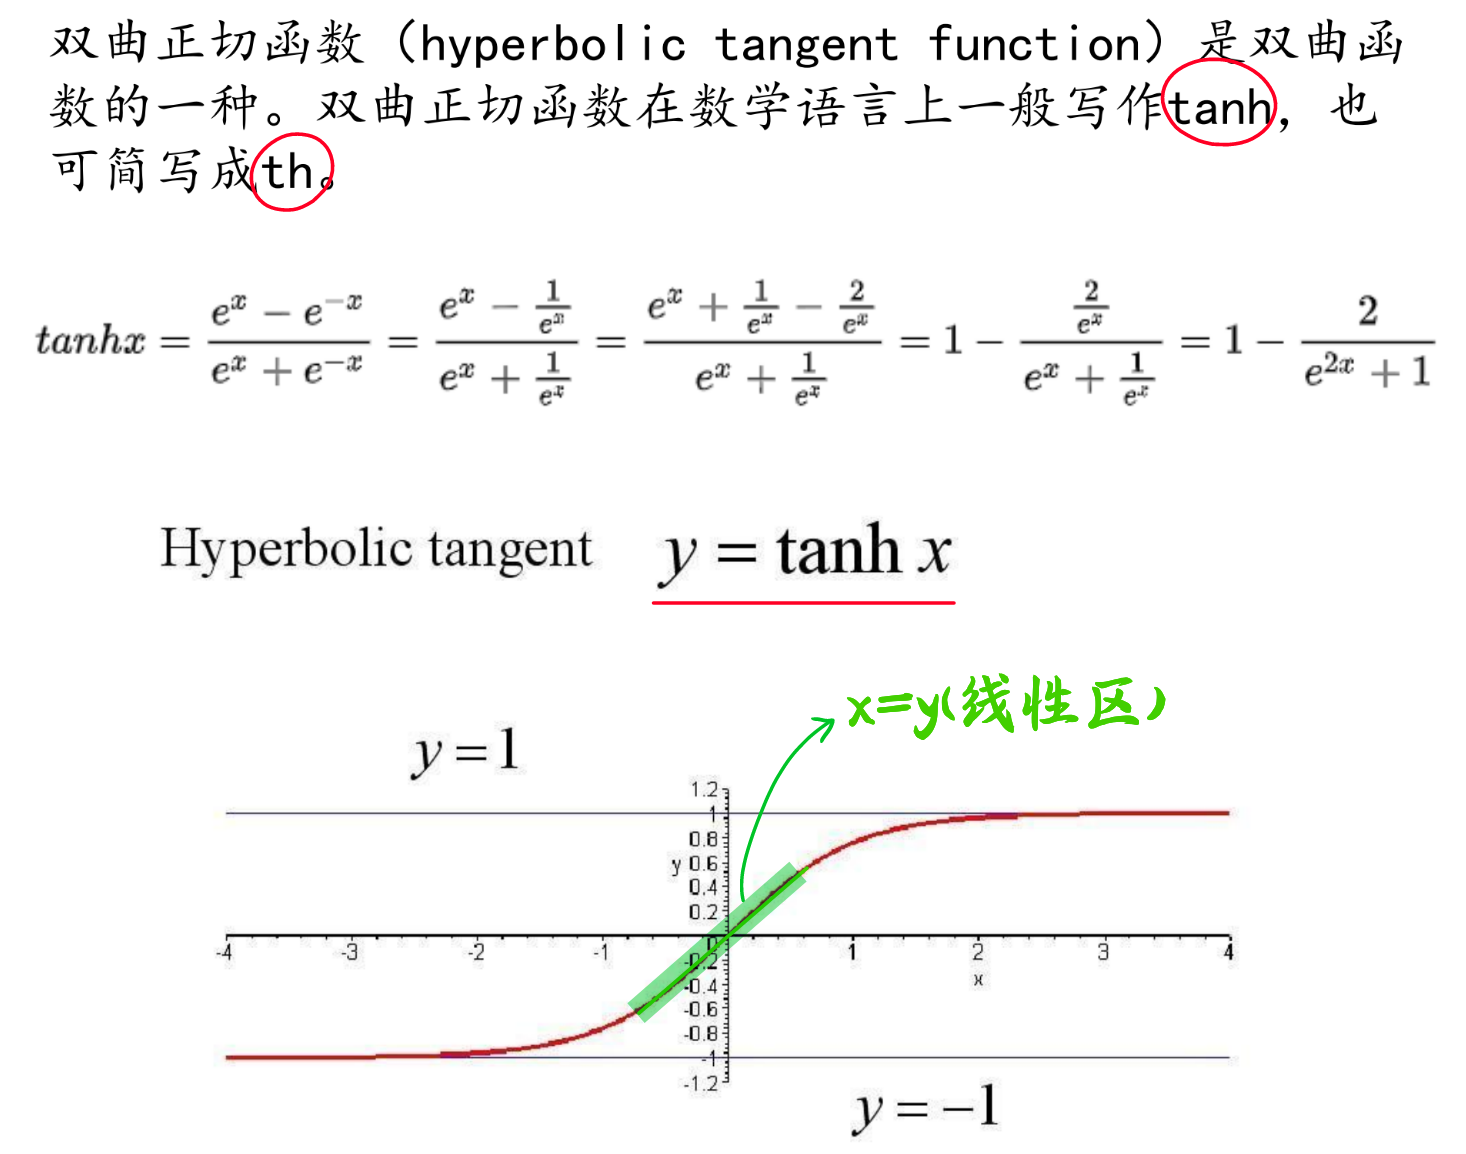 双曲正切函数（hyperbolic tangent function）是双曲函
数的一种。双曲正切函数在数学语言上一般写作tanh，也
可简写成th。
tanhx = \frac{e^x - e^{-x}}{e^x + e^{-x}} = \frac{e^x - \frac{1}{e^x}}{e^x + \frac{1}{e^x}} = \frac{e^x + \frac{1}{e^x} - \frac{2}{e^x}}{e^x + \frac{1}{e^x}} = 1 - \frac{\frac{2}{e^x}}{e^x + \frac{1}{e^x}} = 1 - \frac{2}{e^{2x} + 1}
Hyperbolic tangent y = tanh x
x=y(线性区)
y = 1
1.2
1
0.8
y 0.6
0.4
0.2
-4 -3 -2 -1 0 1 2 3 4
-0.2
x
-0.4
-0.6
-0.8
-1
-1.2
y = −1